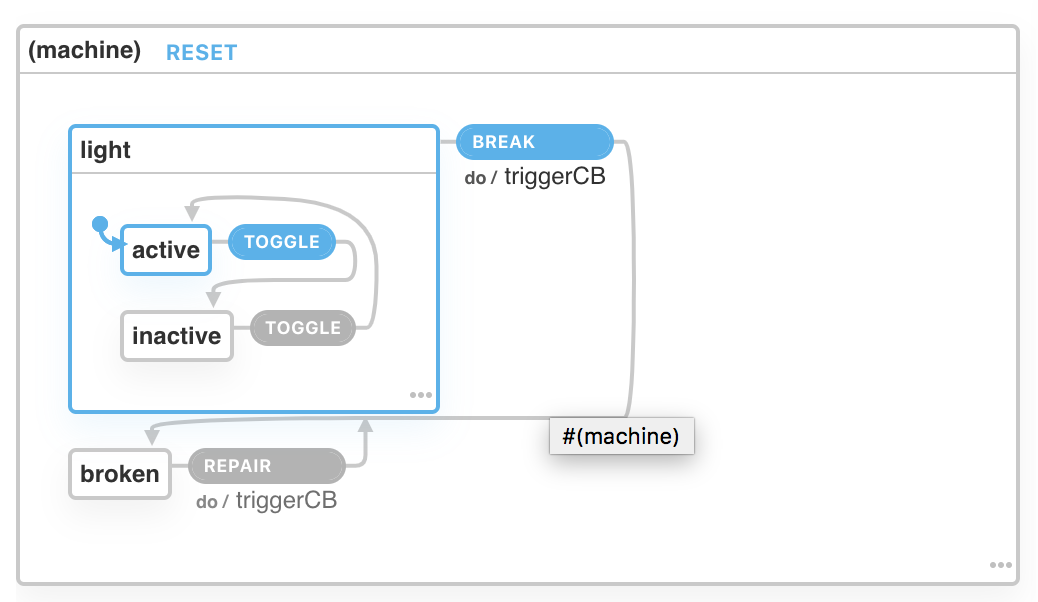 (machine) RESET
light
BREAK
do / triggerCB
active TOGGLE
inactive TOGGLE
#(machine)
broken REPAIR
do / triggerCB